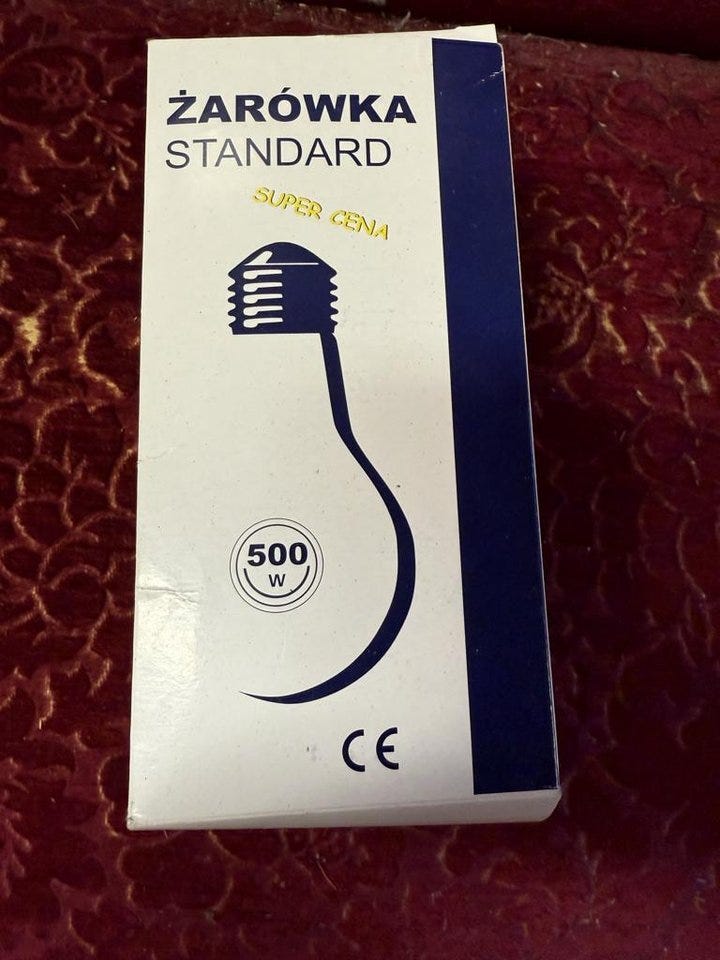 ŻARÓWKA
STANDARD
SUPER CENA
500
W
CE